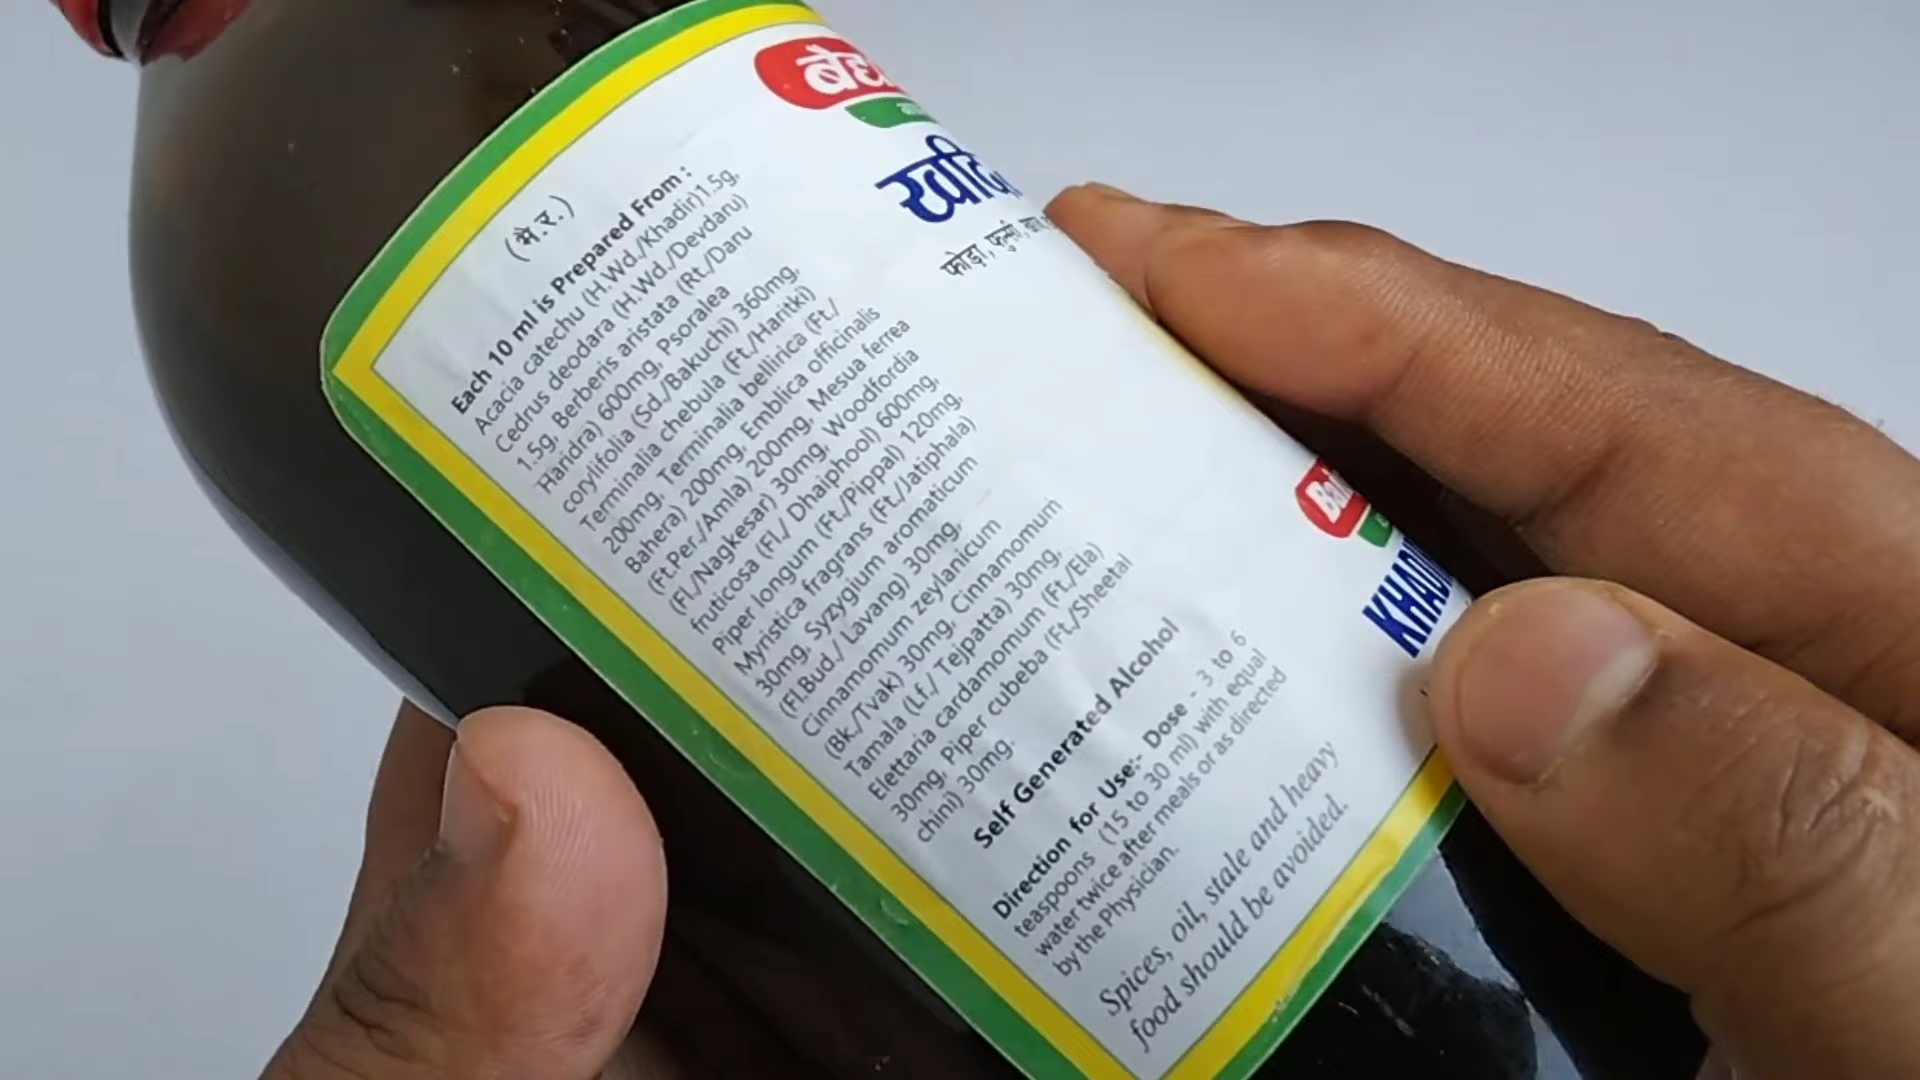 (भै.र.)
Each 10 ml is Prepared From :
Acacia catechu (H.Wd./Khadir)1.5g,
Cedrus deodara (H.Wd./Devdaru)
1.5g, Berberis aristata (Rt./Daru
Haridra) 600mg, Psoralea
corylifolia (Sd./Bakuchi) 360mg,
Terminalia chebula (Ft./Haritki)
200mg, Terminalia bellirica (Ft./
Bahera) 200mg, Emblica officinalis
(Ft.Per./Amla) 200mg, Mesua ferrea
(Fl./Nagkesar) 30mg, Woodfordia
fruticosa (Fl./ Dhaiphool) 600mg,
Piper longum (Ft./Pippal) 120mg,
Myristica fragrans (Ft./Jatiphala)
30mg, Syzygium aromaticum
(Fl.Bud./ Lavang) 30mg,
Cinnamomum zeylanicum
(Bk./Tvak) 30mg, Cinnamomum
Tamala (Lf./ Tejpatta) 30mg,
Elettaria cardamomum (Ft./Ela)
30mg, Piper cubeba (Ft./Sheetal
chini) 30mg.
Self Generated Alcohol
Direction for Use:- Dose - 3 to 6
teaspoons (15 to 30 ml) with equal
water twice after meals or as directed
by the Physician.
Spices, oil, stale and heavy
food should be avoided.
फोड़ा, फुन्सी,